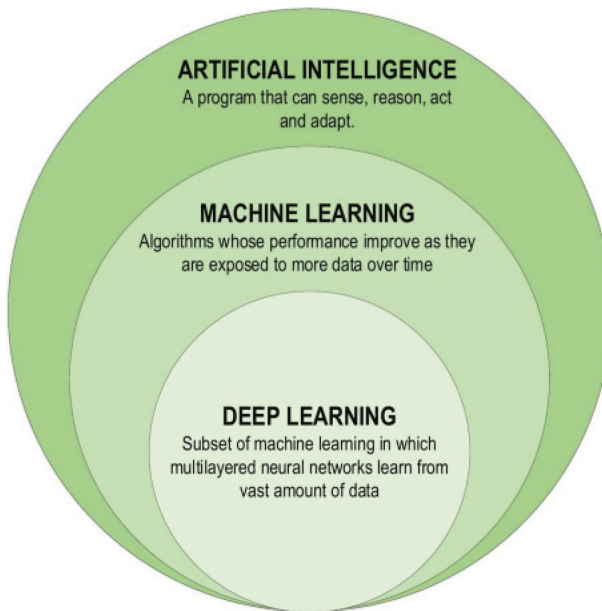 ARTIFICIAL INTELLIGENCE
A program that can sense, reason, act
and adapt.
MACHINE LEARNING
Algorithms whose performance improve as they
are exposed to more data over time
DEEP LEARNING
Subset of machine learning in which
multilayered neural networks learn from
vast amount of data